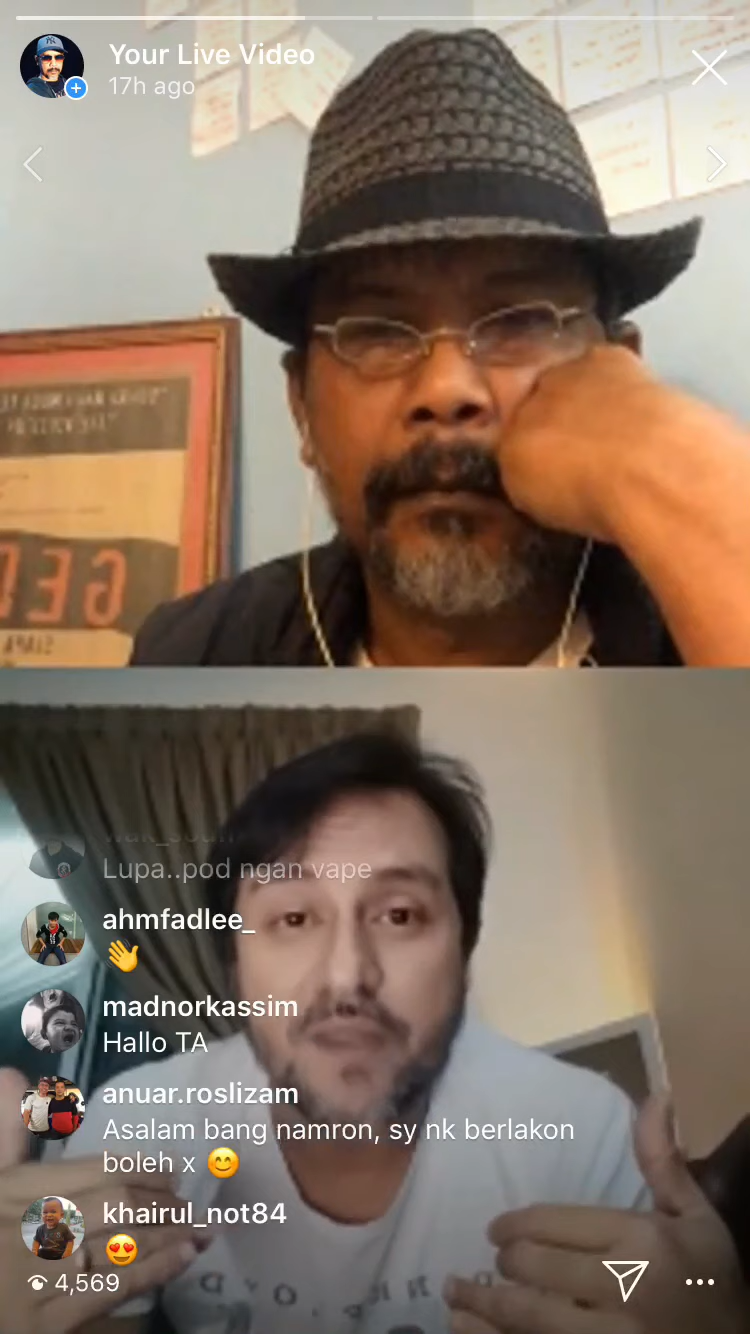 Your Live Video
17h ago
Lupa..pod ngan vape
ahmfadlee_
👋
madnorkassim
Hallo TA
anuar.roslizam
Asalam bang namron, sy nk berlakon
boleh x 😊
khairul_not84
😍
4,569